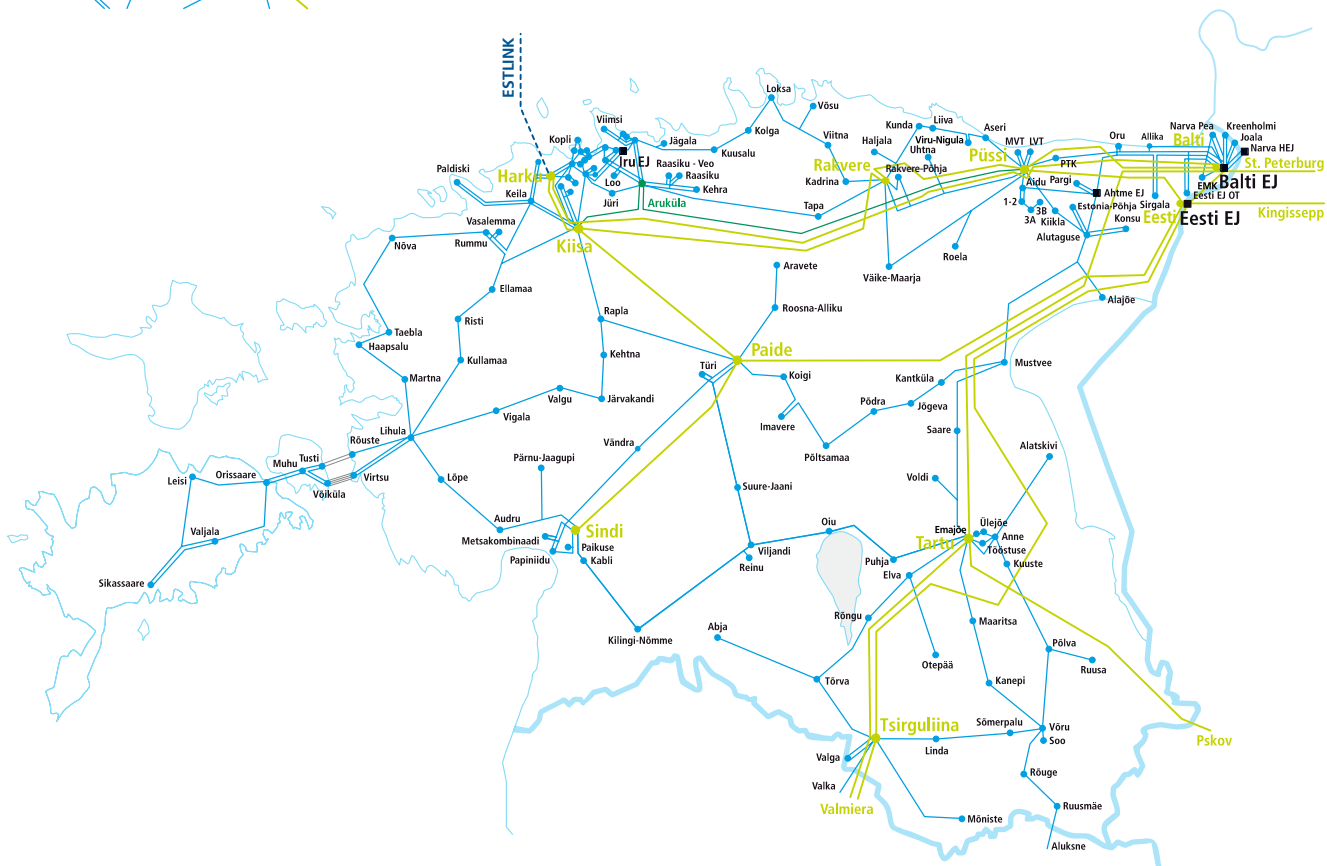 ESTLINK
Loksa
Võsu
Viimsi
Kopli
Jägala
Kolga
Viitna
Kunda
Liiva
Aseri
Narva Pea
Kreenholmi
Iru EJ
Kuusalu
Haljala
Viru-Nigula
Uhtna
MVT
LVT
Oru
Allika
Balti
Joala
Narva HEJ
Paldiski
Harku
Raasiku - Veo
Raasiku
Rakvere
Rakvere-Põhja
Püssi
PTK
St. Peterburg
Keila
Loo
Jüri
Kehra
Kadrina
Aidu
Pargi
Ahtme EJ
EMK
Balti EJ
Eesti EJ OT
Vasalemma
Aruküla
Tapa
1-2
3A
3B
Kiikla
Estonia-Põhja
Konsu
Sirgala
Eesti
Eesti EJ
Kingissepp
Nõva
Rummu
Kiisa
Roela
Alutaguse
Väike-Maarja
Aravete
Ellamaa
Alajõe
Risti
Rapla
Roosna-Alliku
Taebla
Haapsalu
Kullamaa
Kehtna
Paide
Türi
Koigi
Mustvee
Kantküla
Martna
Valgu
Järvakandi
Põdra
Jõgeva
Vigala
Imavere
Saare
Lihula
Vändra
Põltsamaa
Alatskivi
Rõuste
Tusti
Muhu
Orissaare
Leisi
Võiküla
Virtsu
Lõpe
Pärnu-Jaagupi
Suure-Jaani
Voldi
Valjala
Audru
Sindi
Metsakombinaadi
Paikuse
Papiniidu
Kabli
Oiu
Emajõe
Ülejõe
Tartu
Anne
Tööstuse
Viljandi
Reinu
Puhja
Kuuste
Elva
Sikassaare
Kilingi-Nõmme
Abja
Rõngu
Maaritsa
Otepää
Põlva
Ruusa
Tõrva
Kanepi
Tsirguliina
Sõmerpalu
Võru
Soo
Linda
Pskov
Valga
Valka
Rõuge
Valmiera
Mõniste
Ruusmäe
Aluksne